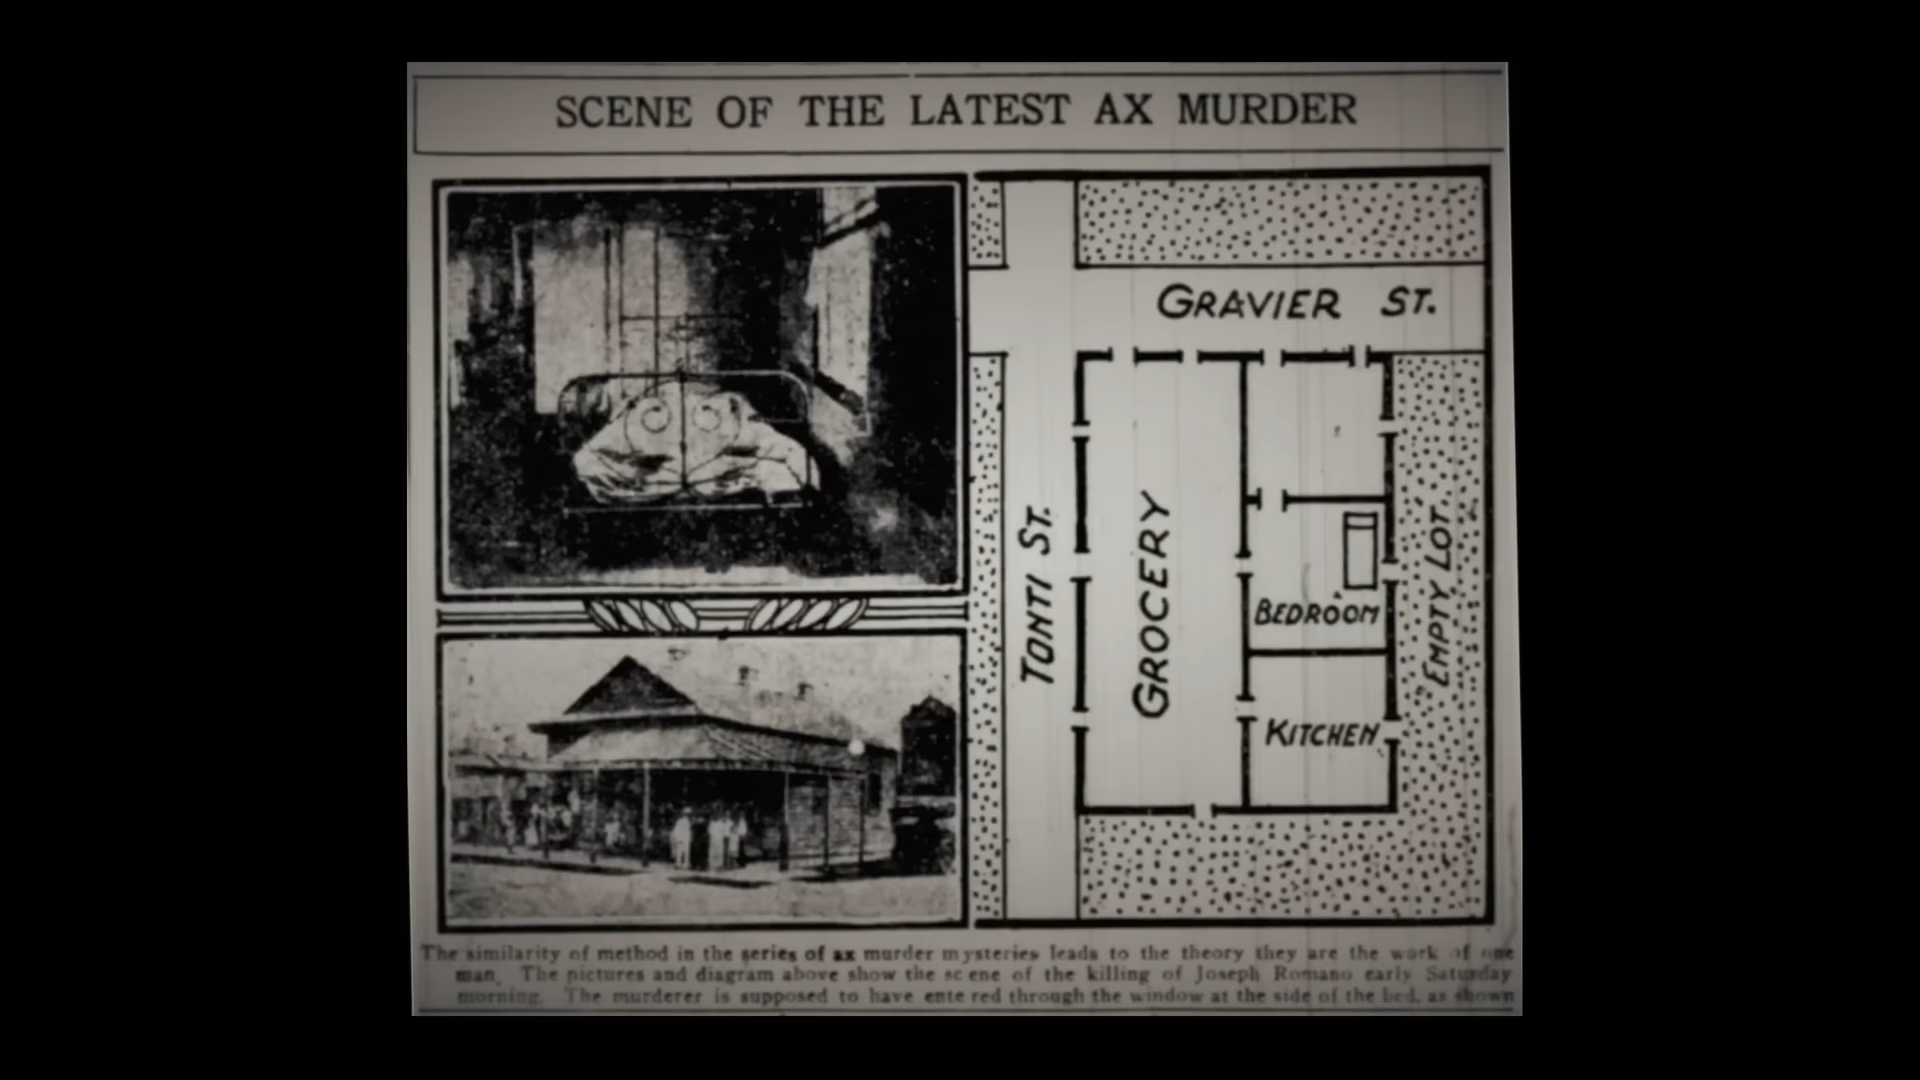 SCENE OF THE LATEST AX MURDER
GRAVIER ST.
TONTI ST.
GROCERY
BEDROOM
KITCHEN
EMPTY LOT.
The similarity of method in the series of ax murder mysteries leads to the theory they are the work of one
man. The pictures and diagram above show the scene of the killing of Joseph Romano early Saturday
morning. The murderer is supposed to have entered through the window at the side of the bed, as shown